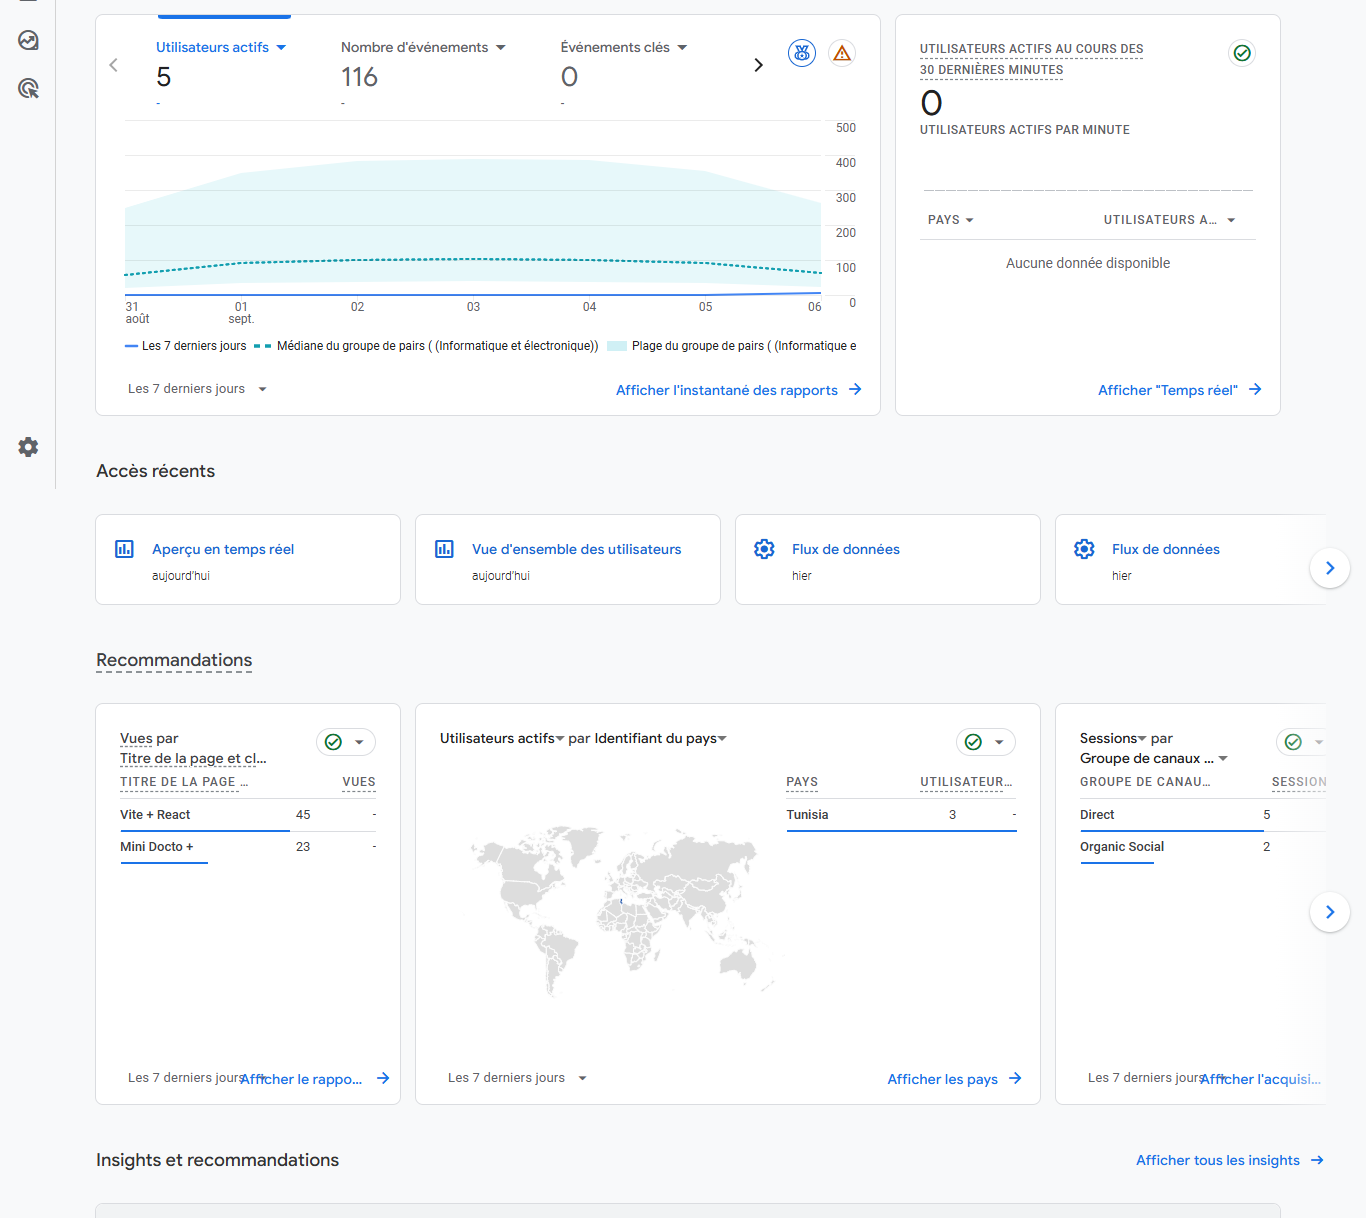 Utilisateurs actifs
5
-
Nombre d'événements
116
-
Événements clés
0
-
500
400
300
200
100
0
31
août
01
sept.
02
03
04
05
06
Les 7 derniers jours
Médiane du groupe de pairs ( (Informatique et électronique))
Plage du groupe de pairs ( (Informatique e
Les 7 derniers jours
Afficher l'instantané des rapports
UTILISATEURS ACTIFS AU COURS DES
30 DERNIÈRES MINUTES
0
UTILISATEURS ACTIFS PAR MINUTE
PAYS
UTILISATEURS A…
Aucune donnée disponible
Afficher "Temps réel"
Accès récents
Aperçu en temps réel
aujourd'hui
Vue d'ensemble des utilisateurs
aujourd'hui
Flux de données
hier
Flux de données
hier
Recommandations
Vues par
Titre de la page et cl…
TITRE DE LA PAGE … VUES
Vite + React 45 -
Mini Docto + 23 -
Les 7 derniers jours
Afficher le rappo…
Utilisateurs actifs par Identifiant du pays
PAYS UTILISATEUR…
Tunisia 3 -
Les 7 derniers jours
Afficher les pays
Sessions par
Groupe de canaux …
GROUPE DE CANAU… SESSION
Direct 5
Organic Social 2
Les 7 derniers jours
Afficher l'acquisi…
Insights et recommandations
Afficher tous les insights